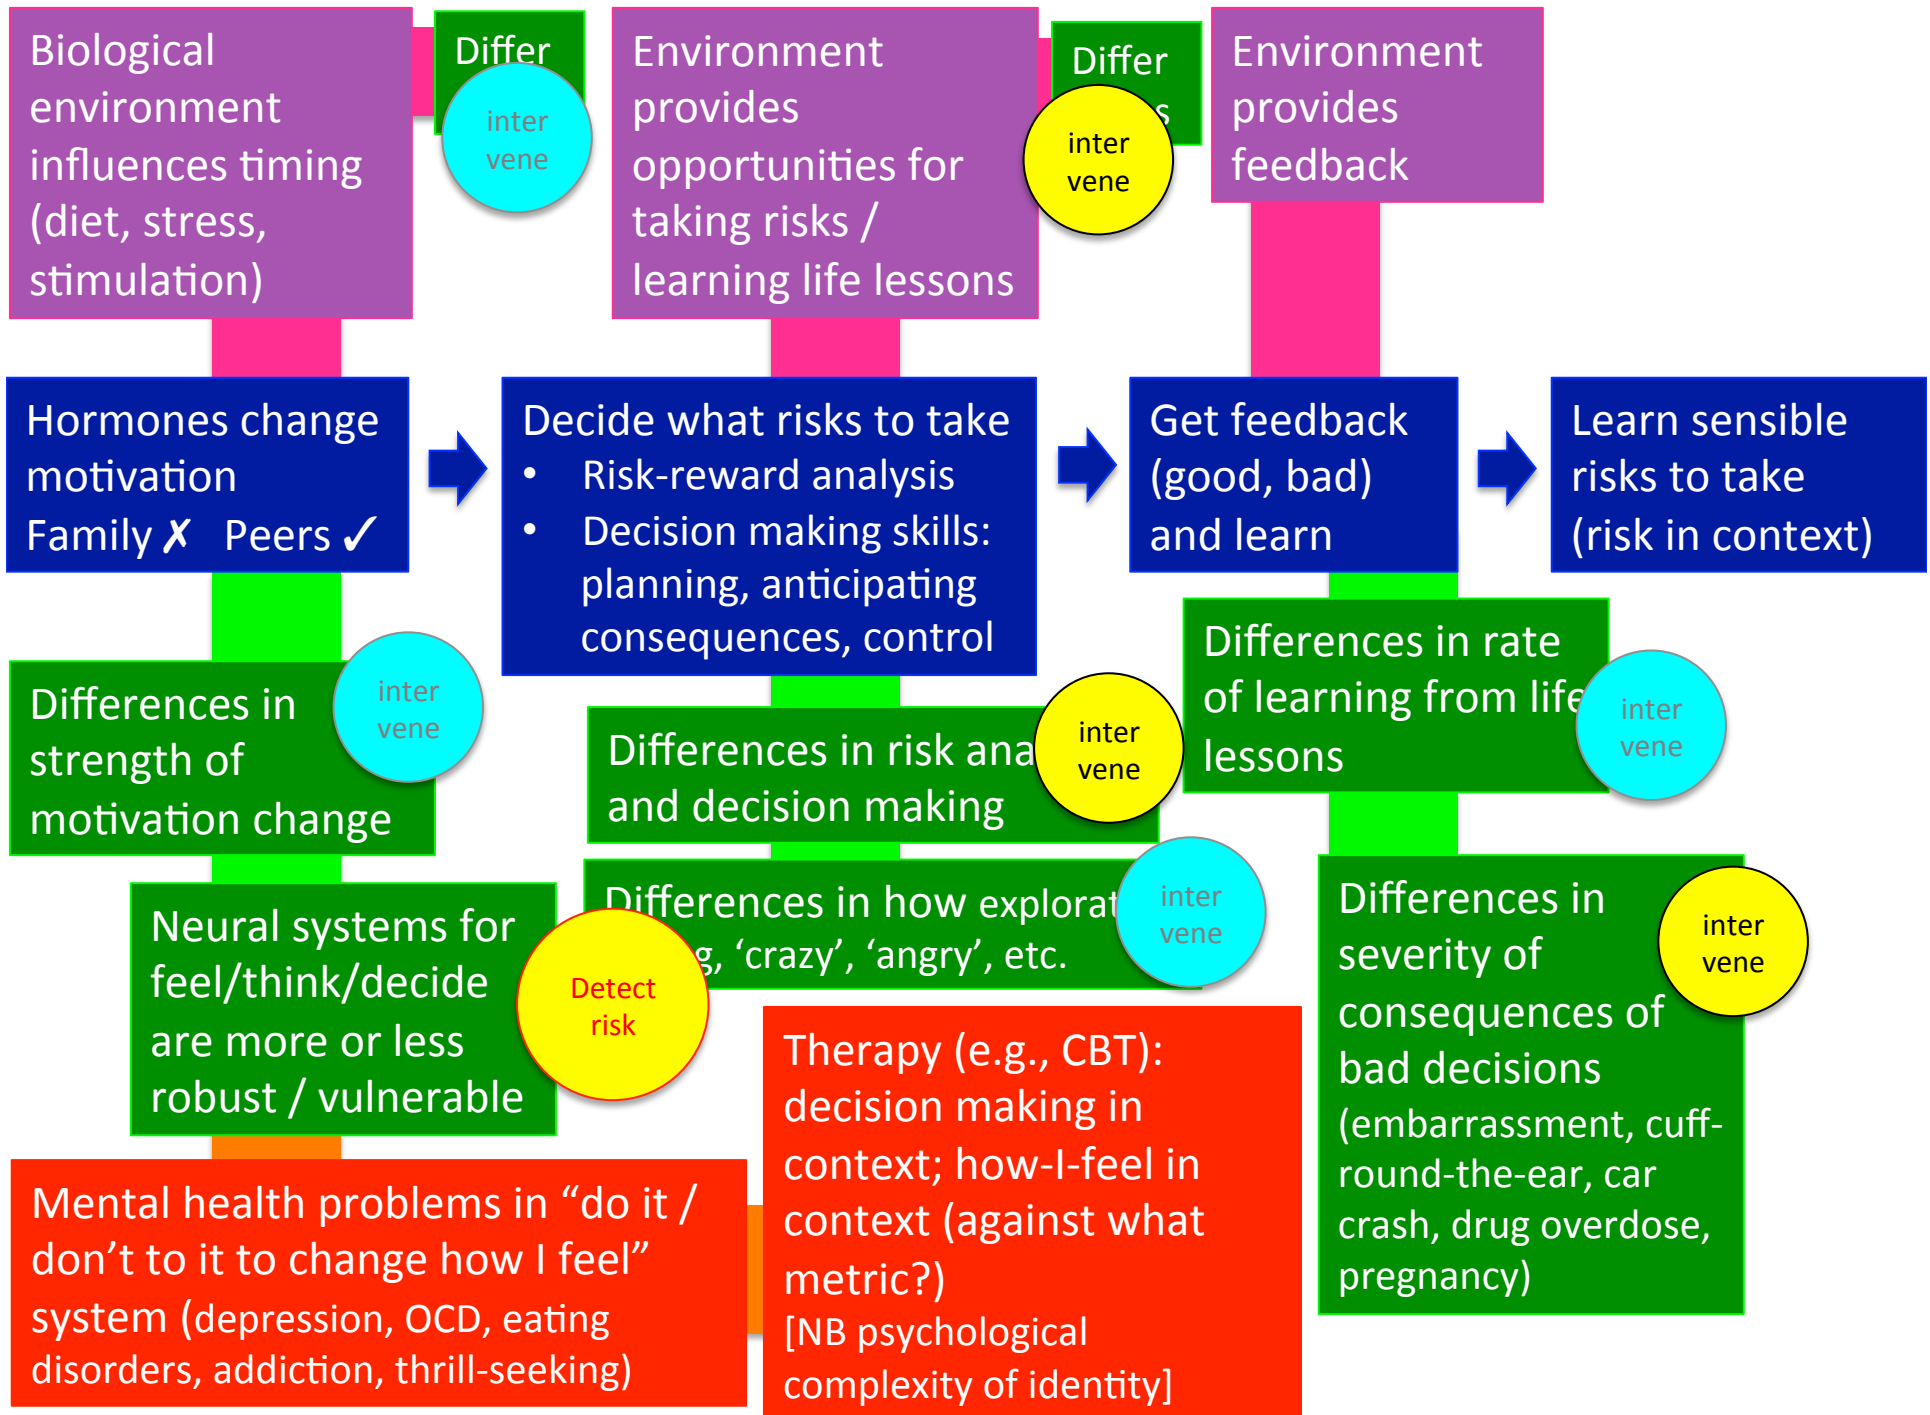 Biological
environment
influences timing
(diet, stress,
stimulation)
Differ
inter
vene
Environment
provides
opportunities for
taking risks /
learning life lessons
Differ
s
inter
vene
Environment
provides
feedback
Hormones change
motivation
Family ✗ Peers ✓
Decide what risks to take
• Risk-reward analysis
• Decision making skills:
planning, anticipating
consequences, control
Get feedback
(good, bad)
and learn
Learn sensible
risks to take
(risk in context)
Differences in
strength of
motivation change
inter
vene
Differences in risk ana
and decision making
inter
vene
Differences in rate
of learning from life
lessons
inter
vene
Neural systems for
feel/think/decide
are more or less
robust / vulnerable
Detect
risk
Differences in how explorat
g, ‘crazy’, ‘angry’, etc.
inter
vene
Differences in
severity of
consequences of
bad decisions
(embarrassment, cuff-
round-the-ear, car
crash, drug overdose,
pregnancy)
inter
vene
Mental health problems in “do it /
don’t to it to change how I feel”
system (depression, OCD, eating
disorders, addiction, thrill-seeking)
Therapy (e.g., CBT):
decision making in
context; how-I-feel in
context (against what
metric?)
[NB psychological
complexity of identity]